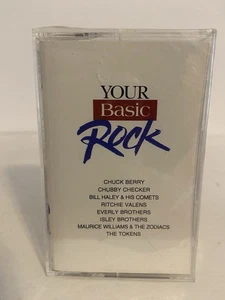 YOUR
Basic
Rock
CHUCK BERRY
CHUBBY CHECKER
BILL HALEY & HIS COMETS
RITCHIE VALENS
EVERLY BROTHERS
ISLEY BROTHERS
MAURICE WILLIAMS & THE ZODIACS
THE TOKENS